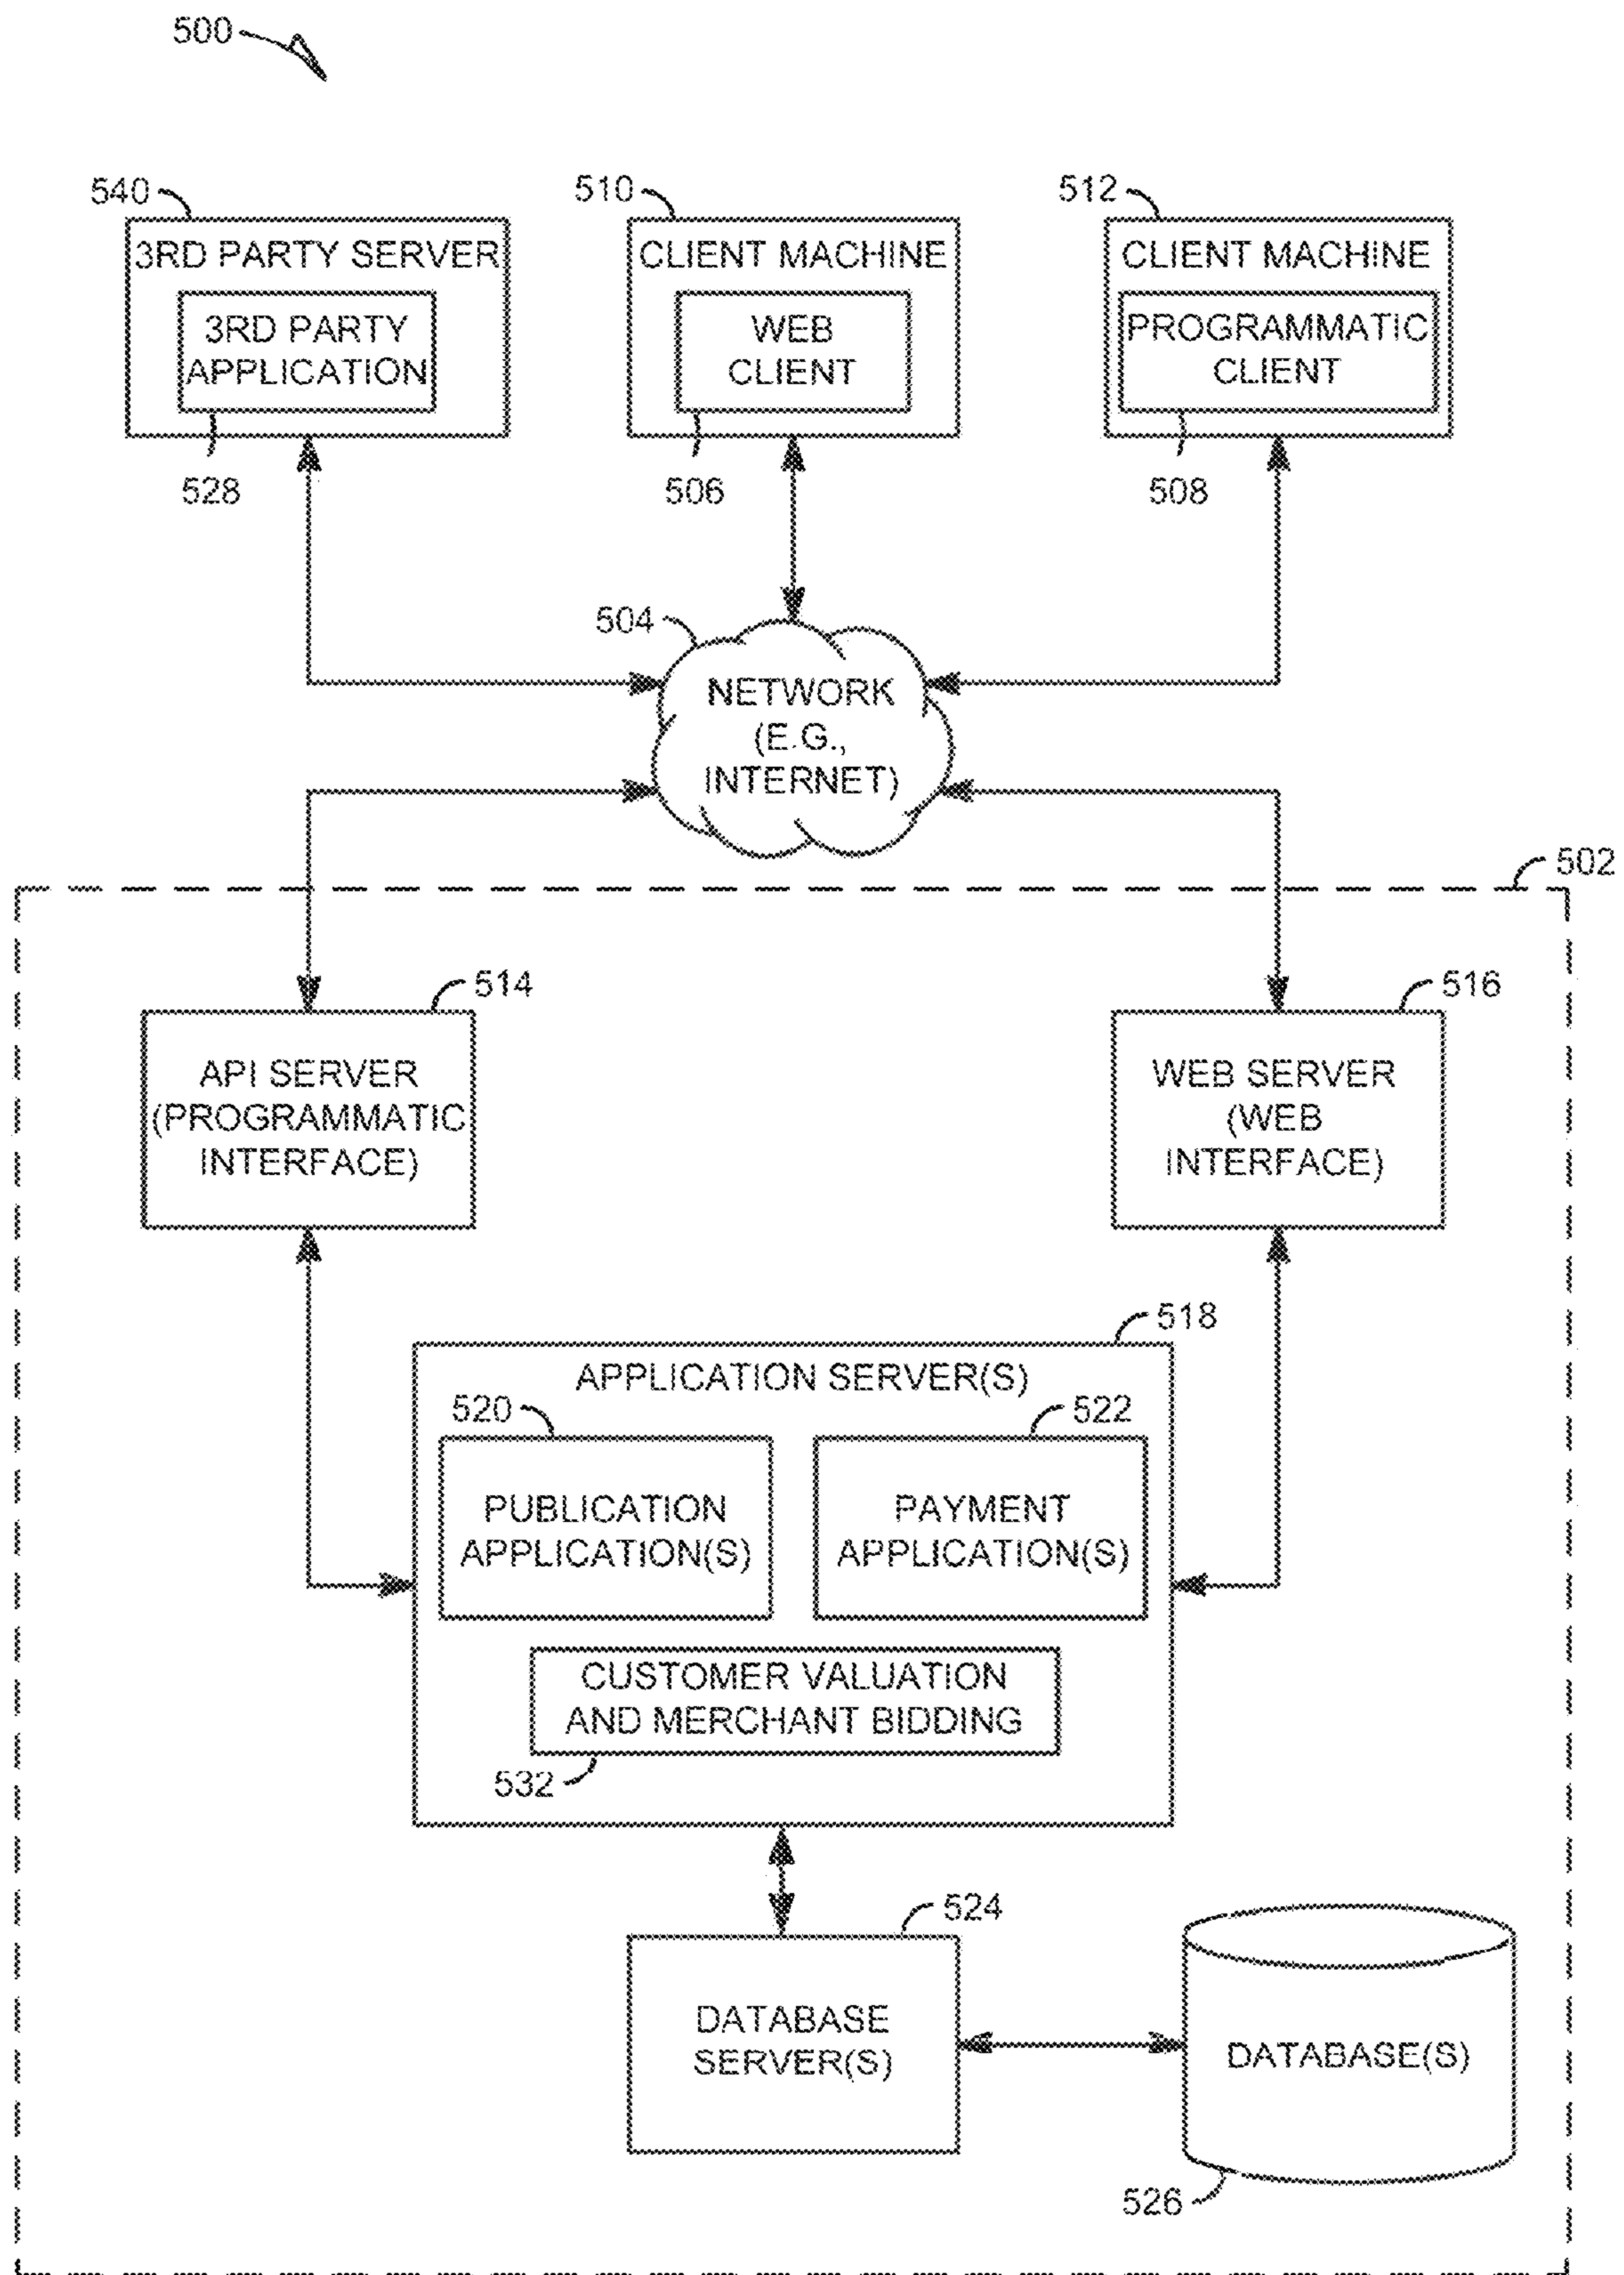 500
540
510
512
3RD PARTY SERVER
3RD PARTY
APPLICATION
528
CLIENT MACHINE
WEB
CLIENT
506
CLIENT MACHINE
PROGRAMMATIC
CLIENT
508
504
NETWORK
(E.G.,
INTERNET)
502
514
API SERVER
(PROGRAMMATIC
INTERFACE)
516
WEB SERVER
(WEB
INTERFACE)
518
APPLICATION SERVER(S)
520
PUBLICATION
APPLICATION(S)
522
PAYMENT
APPLICATION(S)
CUSTOMER VALUATION
AND MERCHANT BIDDING
532
524
DATABASE
SERVER(S)
DATABASE(S)
526